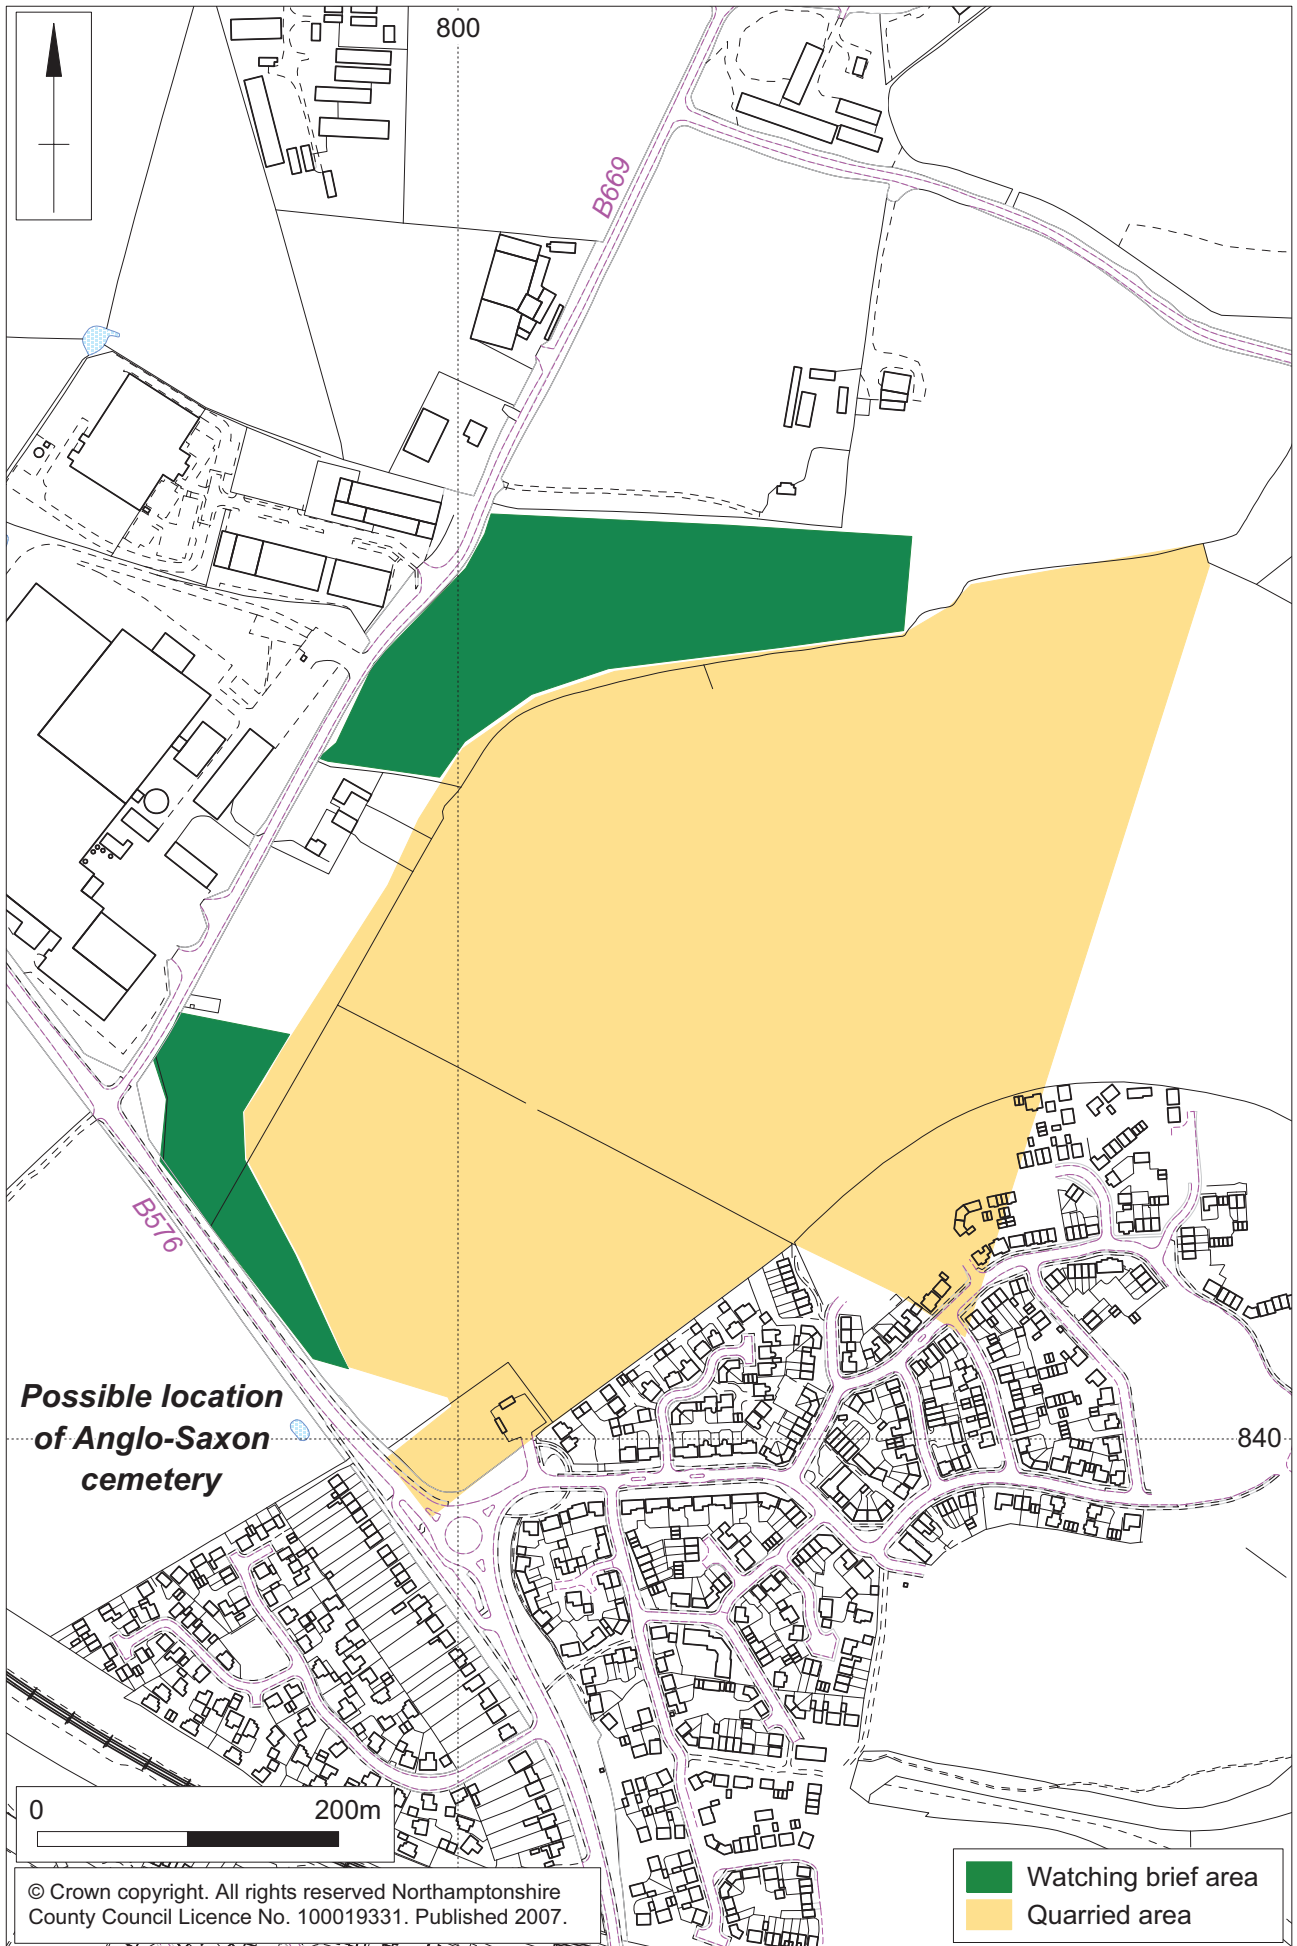 800
B669
B576
Possible location
of Anglo-Saxon
cemetery
840
0 200m
© Crown copyright. All rights reserved Northamptonshire
County Council Licence No. 100019331. Published 2007.
Watching brief area
Quarried area